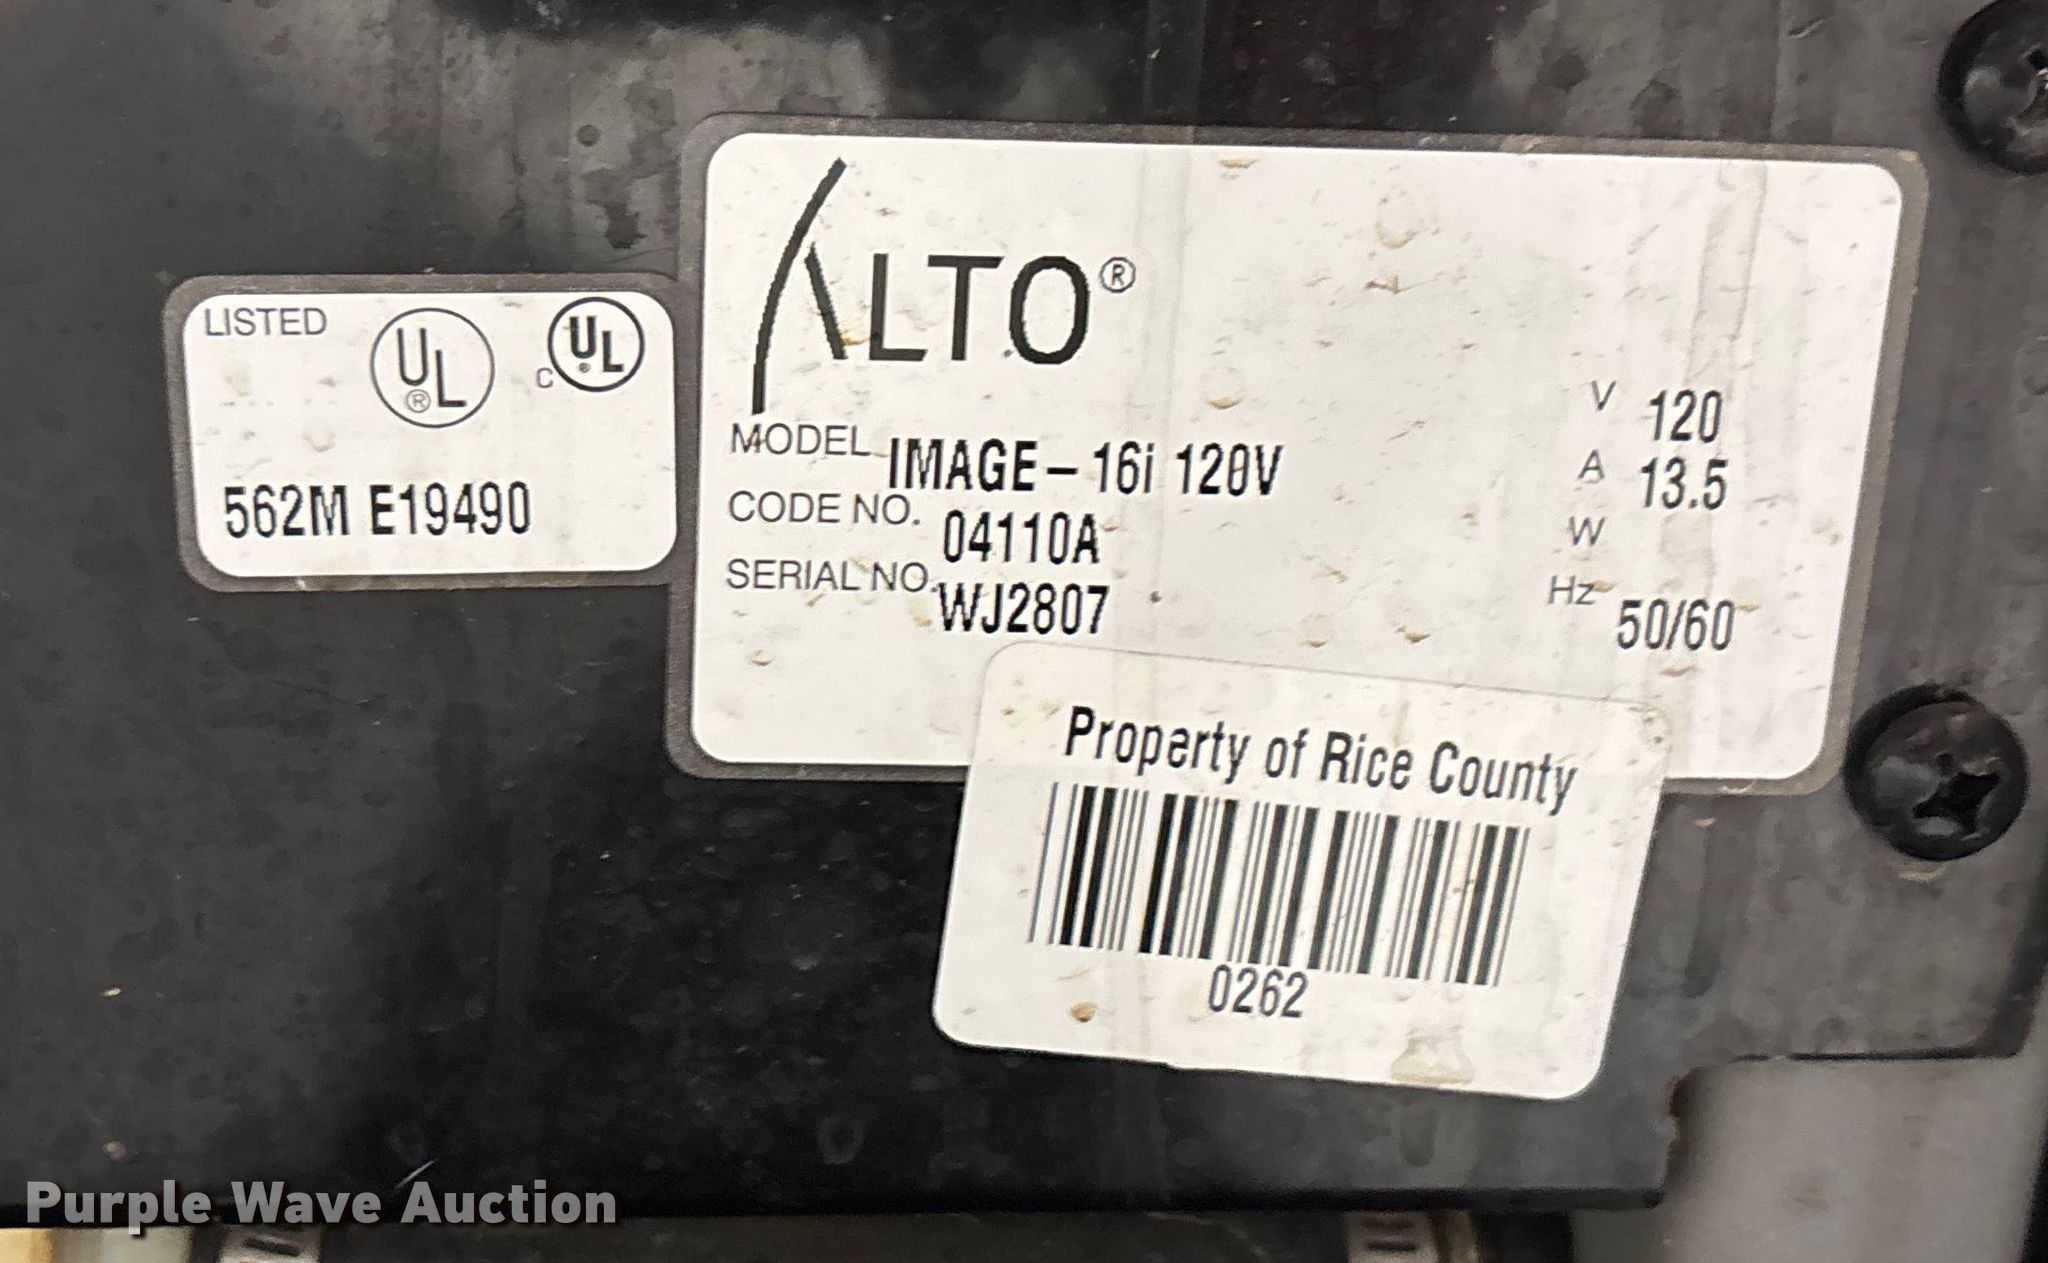 LISTED
UL®
c UL®
562M E19490
ALTO®
MODEL IMAGE-16i 120V
CODE NO. 04110A
SERIAL NO. WJ2807
V 120
A 13.5
W
Hz 50/60
Property of Rice County
0262
Purple Wave Auction